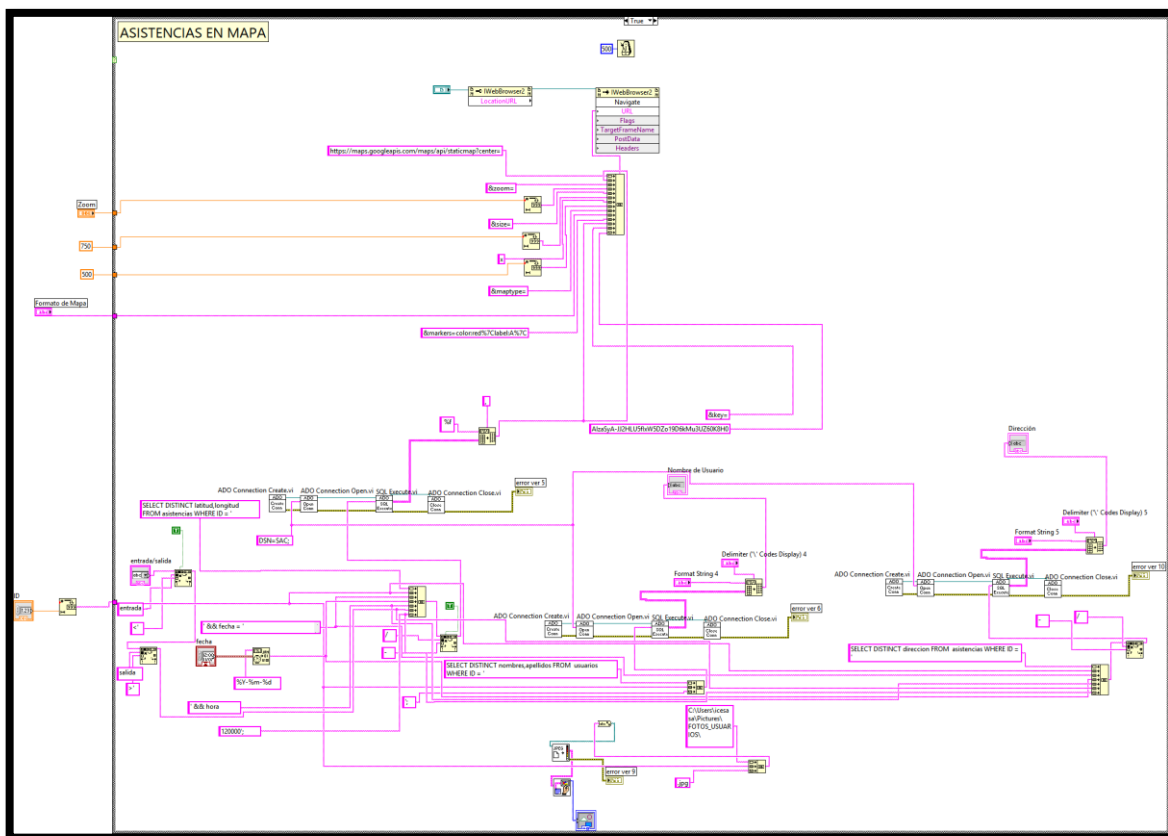 True
ASISTENCIAS EN MAPA
500
IWebBrowser2
LocationURL
IWebBrowser2
Navigate
URL
Flags
TargetFrameName
PostData
Headers
https://maps.googleapis.com/maps/api/staticmap?center=
&zoom=
Zoom
&size=
750
x
500
&maptype=
Formato de Mapa
&markers=color:red%7Clabel:A%7C
&key=
Dirección
Nombre de Usuario
ADO Connection Create.vi
ADO Connection Open.vi
SQL Execute.vi
ADO Connection Close.vi
error ver 5
SELECT DISTINCT latitud,longitud
FROM asistencias WHERE ID = '
DSN=SAC;
Delimiter ('\' Codes Display) 5
Format String 5
Delimiter ('\' Codes Display) 4
Format String 4
entrada/salida
ADO Connection Create.vi
ADO Connection Open.vi
SQL Execute.vi
ADO Connection Close.vi
error ver 10
ID
entrada
<'
error ver 6
ADO Connection Create.vi
ADO Connection Open.vi
SQL Execute.vi
ADO Connection Close.vi
' && fecha = '
fecha
/
SELECT DISTINCT direccion FROM asistencias WHERE ID =
salida
>'
%Y-%m-%d
SELECT DISTINCT nombres,apellidos FROM usuarios
WHERE ID = '
' && hora
120000';
C:\Users\icesa
sa\Pictures\
FOTOS_USUAR
IOS\
JPEG
error ver 9
.JPG